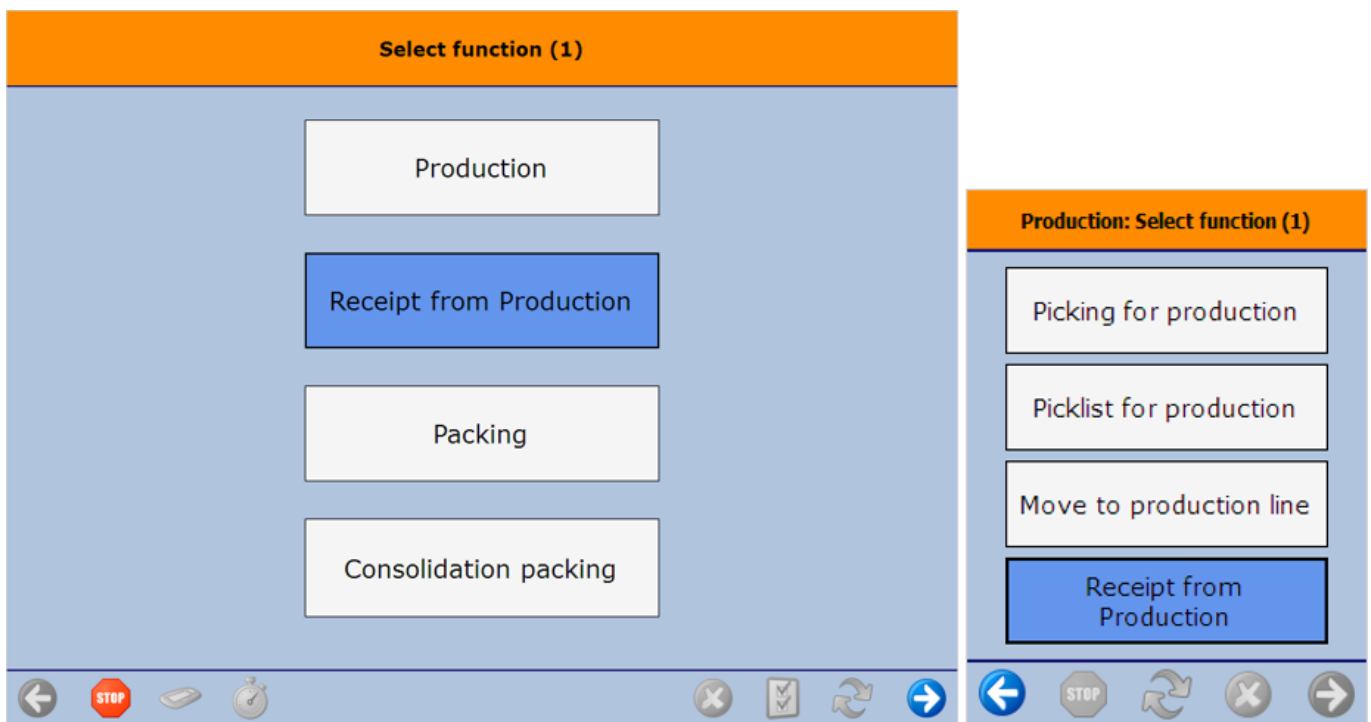 Select function (1)
Production
Receipt from Production
Packing
Consolidation packing
STOP
Production: Select function (1)
Picking for production
Picklist for production
Move to production line
Receipt from
Production
STOP